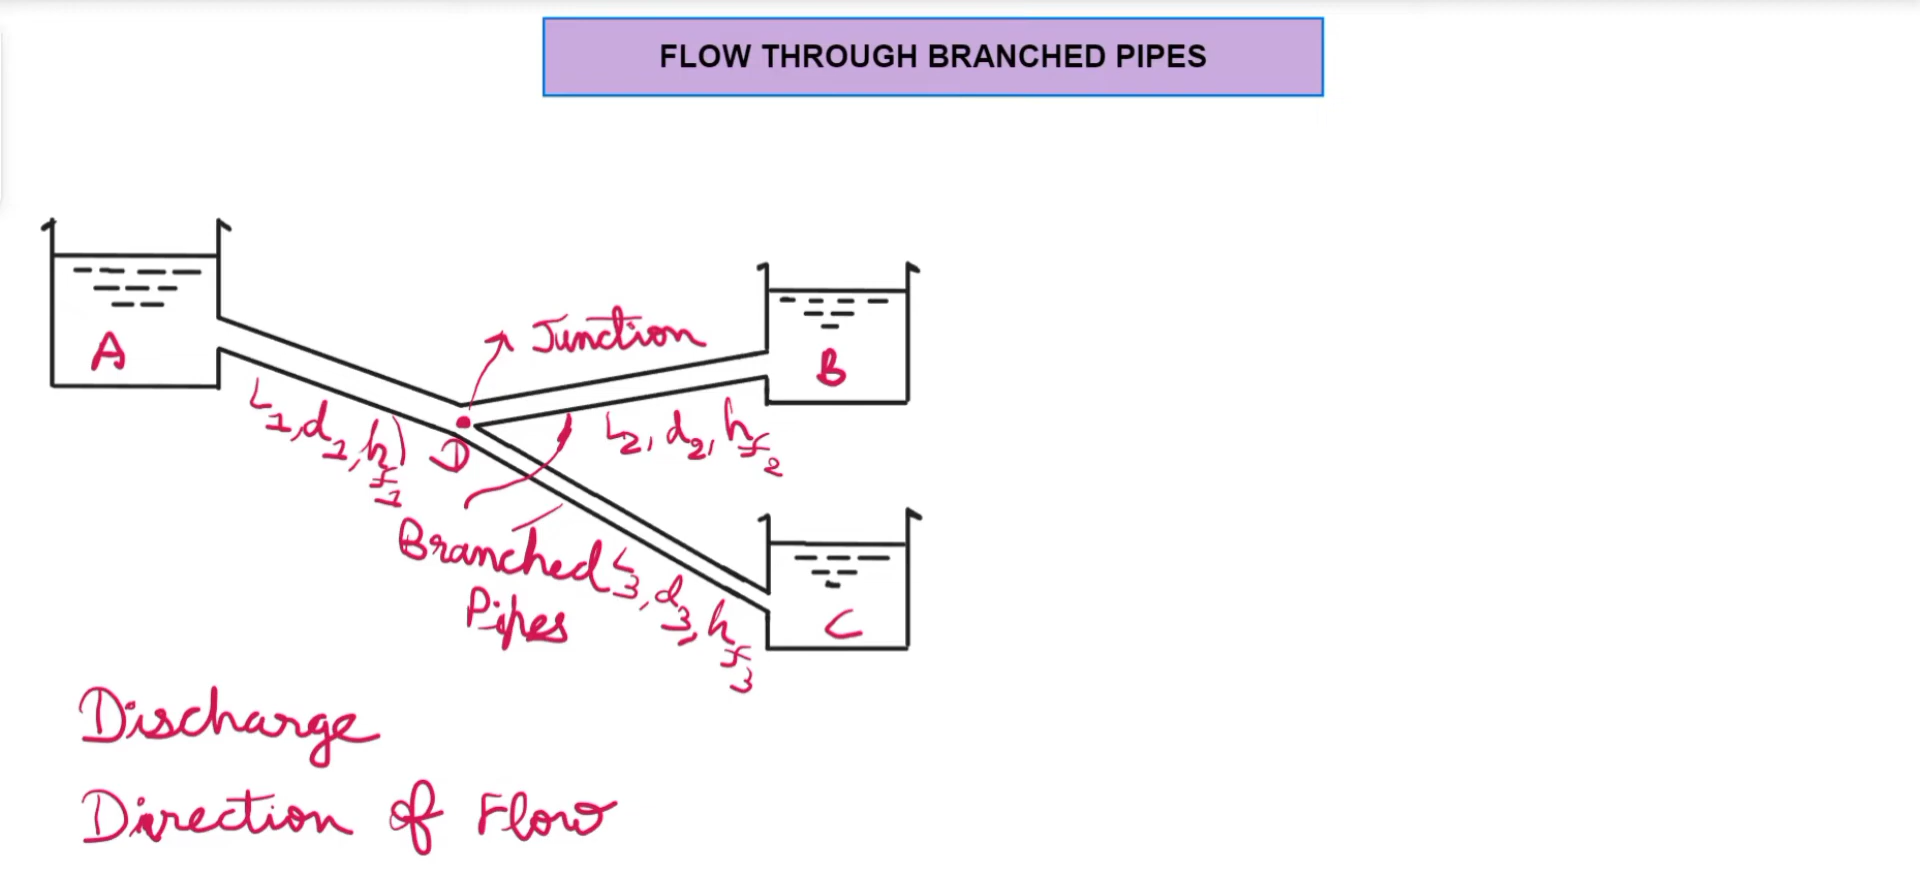 FLOW THROUGH BRANCHED PIPES
A
Junction
B
L1, d1, hf1
D
L2, d2, hf2
Branched
Pipes
L3, d3, hf3
C
Discharge
Direction of Flow